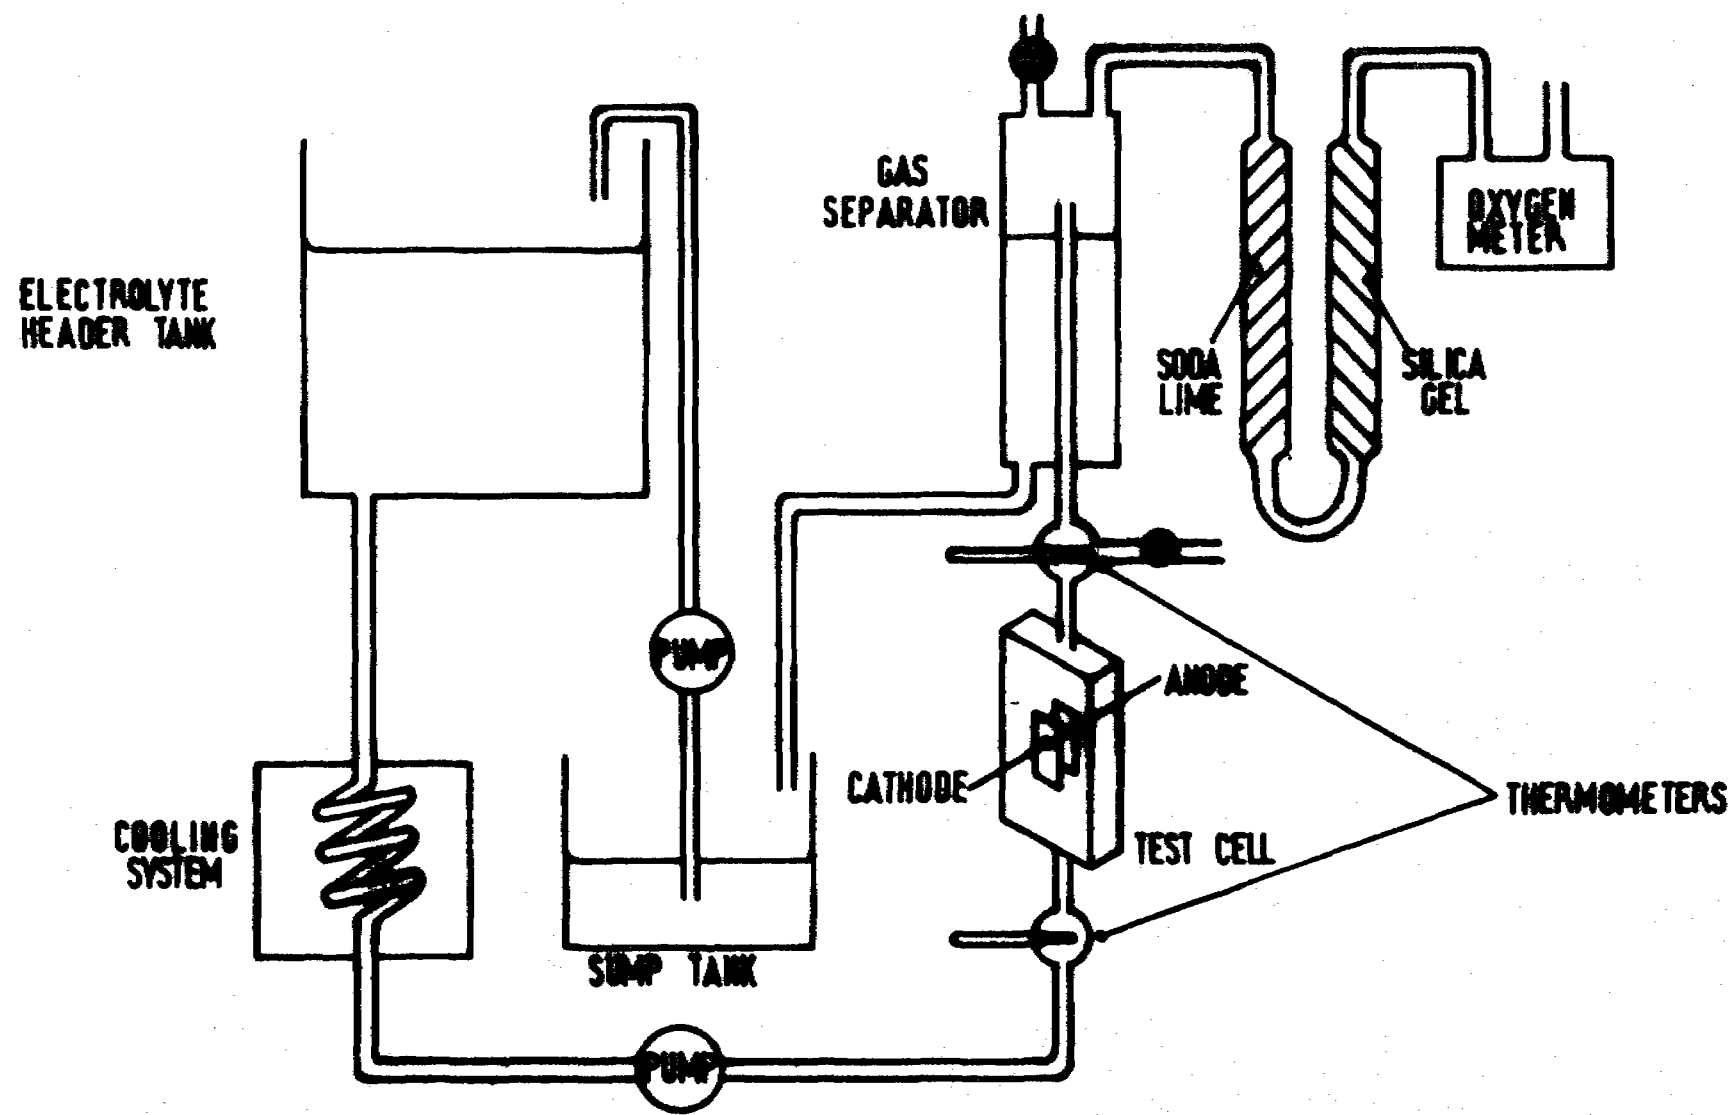 GAS
SEPARATOR
OXYGEN
METER
ELECTROLYTE
HEADER TANK
SODA
LIME
SILICA
GEL
PUMP
ANODE
CATHODE
THERMOMETERS
COOLING
SYSTEM
TEST CELL
SUMP TANK
PUMP